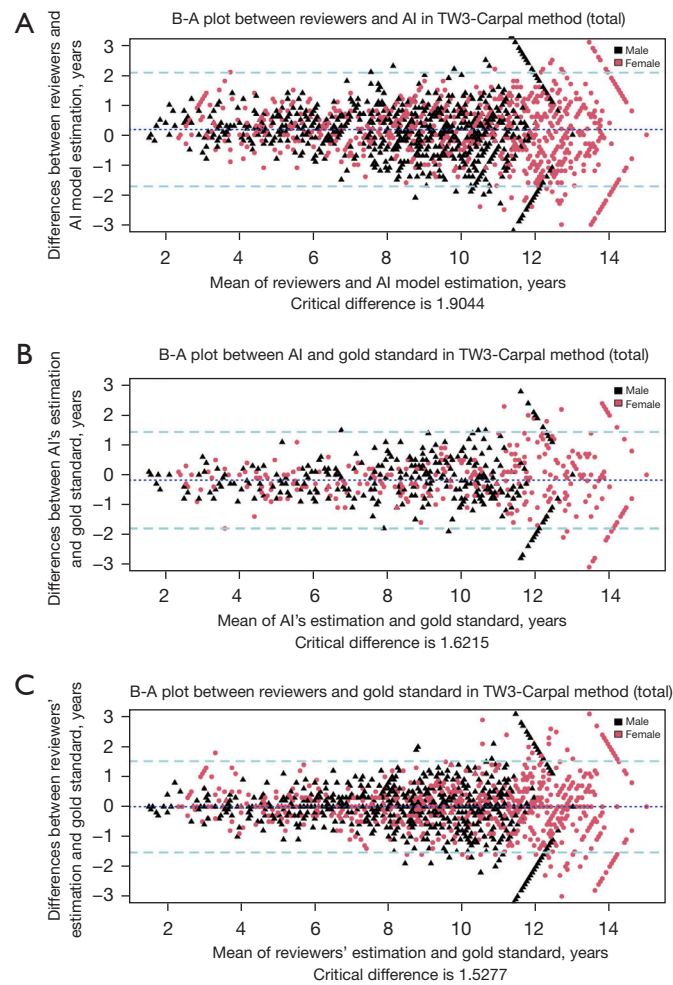 A
B-A plot between reviewers and AI in TW3-Carpal method (total)
Differences between reviewers and
AI model estimation, years
3
2
1
0
−1
−2
−3
Male
Female
2 4 6 8 10 12 14
Mean of reviewers and AI model estimation, years
Critical difference is 1.9044
B
B-A plot between AI and gold standard in TW3-Carpal method (total)
Differences between AI's estimation
and gold standard, years
3
2
1
0
−1
−2
−3
Male
Female
2 4 6 8 10 12 14
Mean of AI's estimation and gold standard, years
Critical difference is 1.6215
C
B-A plot between reviewers and gold standard in TW3-Carpal method (total)
Differences between reviewers'
estimation and gold standard, years
3
2
1
0
−1
−2
−3
Male
Female
2 4 6 8 10 12 14
Mean of reviewers' estimation and gold standard, years
Critical difference is 1.5277